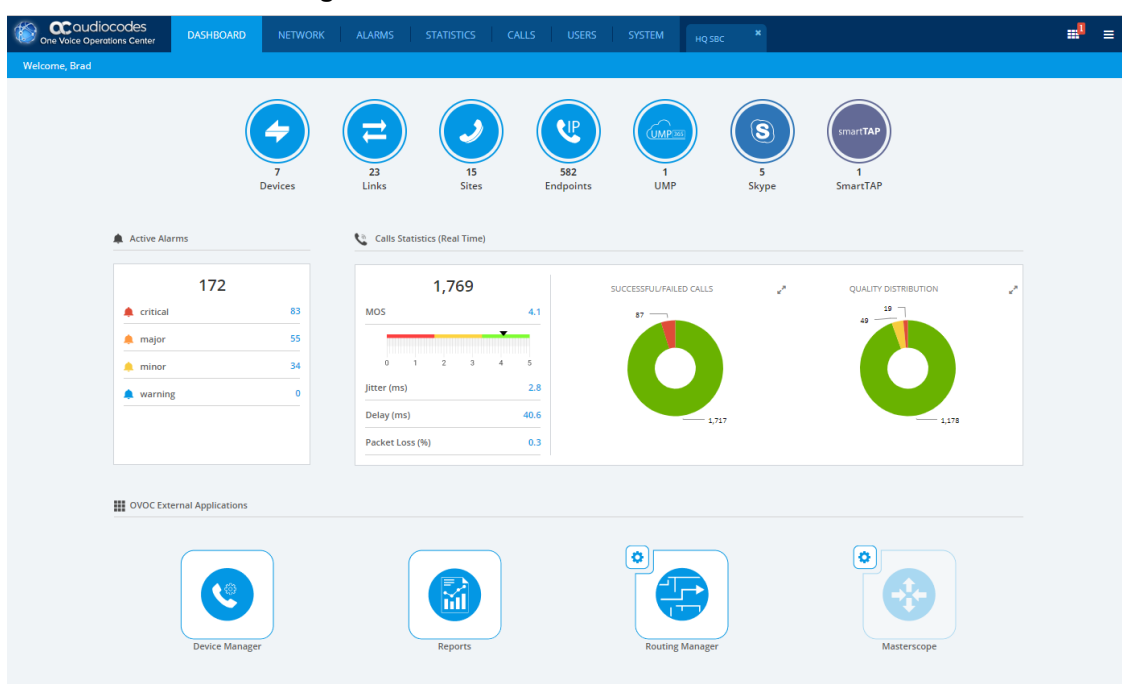 audiocodes
One Voice Operations Center
DASHBOARD NETWORK ALARMS STATISTICS CALLS USERS SYSTEM HQ SBC × 1
Welcome, Brad
IP UMP365 S smartTAP
7 23 15 582 1 5 1
Devices Links Sites Endpoints UMP Skype SmartTAP
Active Alarms Calls Statistics (Real Time)
172
critical 83
major 55
minor 34
warning 0
1,769
MOS 4.1
0 1 2 3 4 5
Jitter (ms) 2.8
Delay (ms) 40.6
Packet Loss (%) 0.3
SUCCESSFUL/FAILED CALLS
87
1,717
QUALITY DISTRIBUTION
19
49
1,178
OVOC External Applications
Device Manager Reports Routing Manager Masterscope